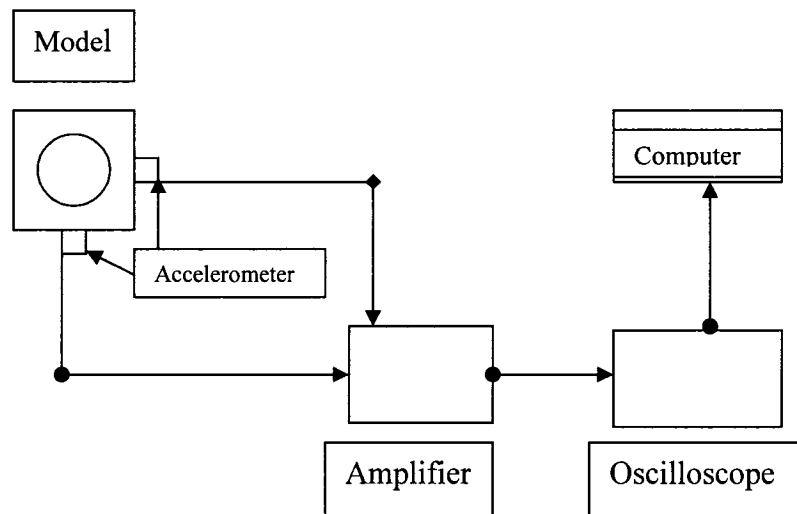 Model
Computer
Accelerometer
Amplifier
Oscilloscope